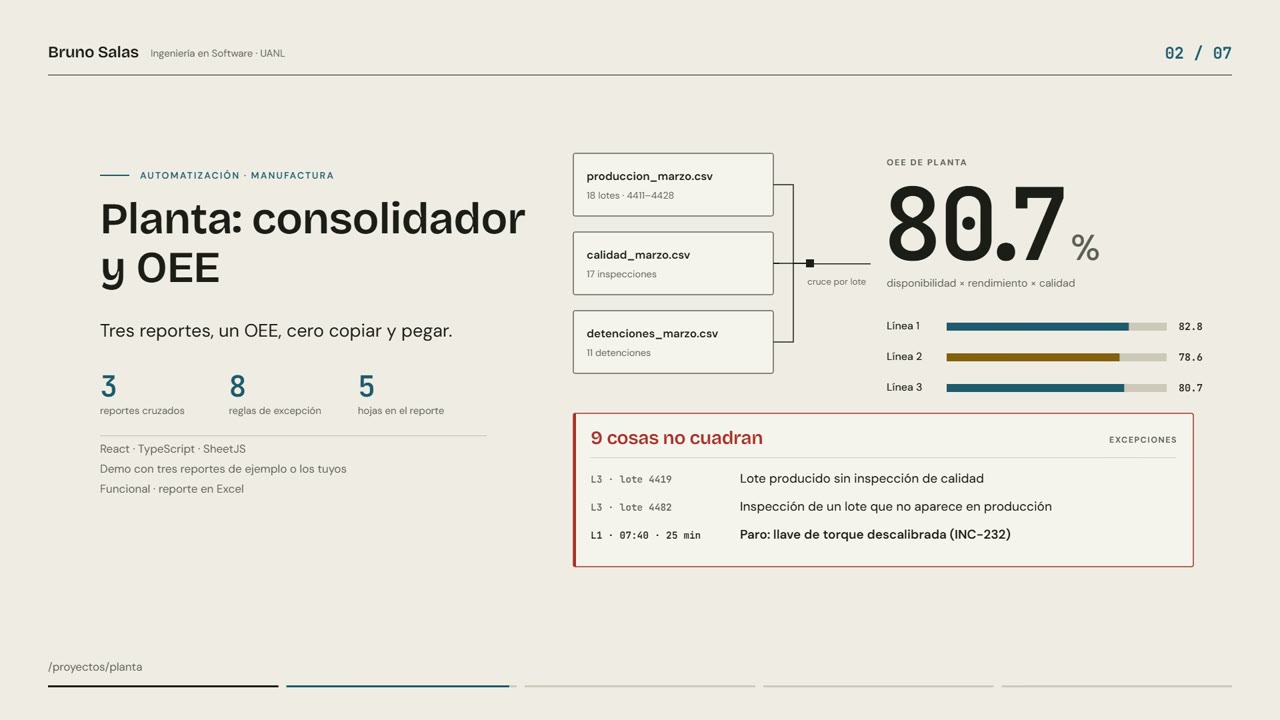 Bruno Salas
Ingeniería en Software · UANL
02 / 07
AUTOMATIZACIÓN · MANUFACTURA
Planta: consolidador
y OEE
Tres reportes, un OEE, cero copiar y pegar.
3
reportes cruzados
8
reglas de excepción
5
hojas en el reporte
React · TypeScript · SheetJS
Demo con tres reportes de ejemplo o los tuyos
Funcional · reporte en Excel
produccion_marzo.csv
18 lotes · 4411–4428
calidad_marzo.csv
17 inspecciones
detenciones_marzo.csv
11 detenciones
cruce por lote
OEE DE PLANTA
80.7 %
disponibilidad × rendimiento × calidad
Línea 1 82.8
Línea 2 78.6
Línea 3 80.7
9 cosas no cuadran
EXCEPCIONES
L3 · lote 4419 Lote producido sin inspección de calidad
L3 · lote 4482 Inspección de un lote que no aparece en producción
L1 · 07:40 · 25 min Paro: llave de torque descalibrada (INC-232)
/proyectos/planta